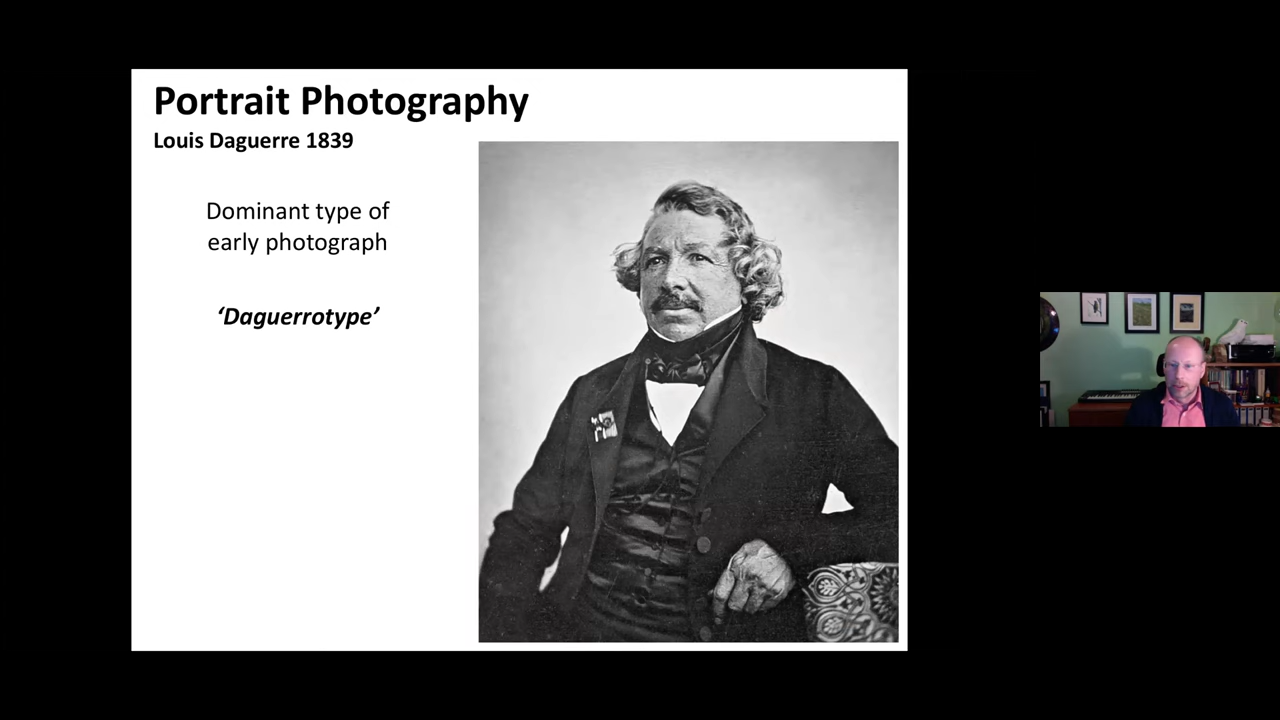 Portrait Photography
Louis Daguerre 1839
Dominant type of
early photograph
‘Daguerrotype’